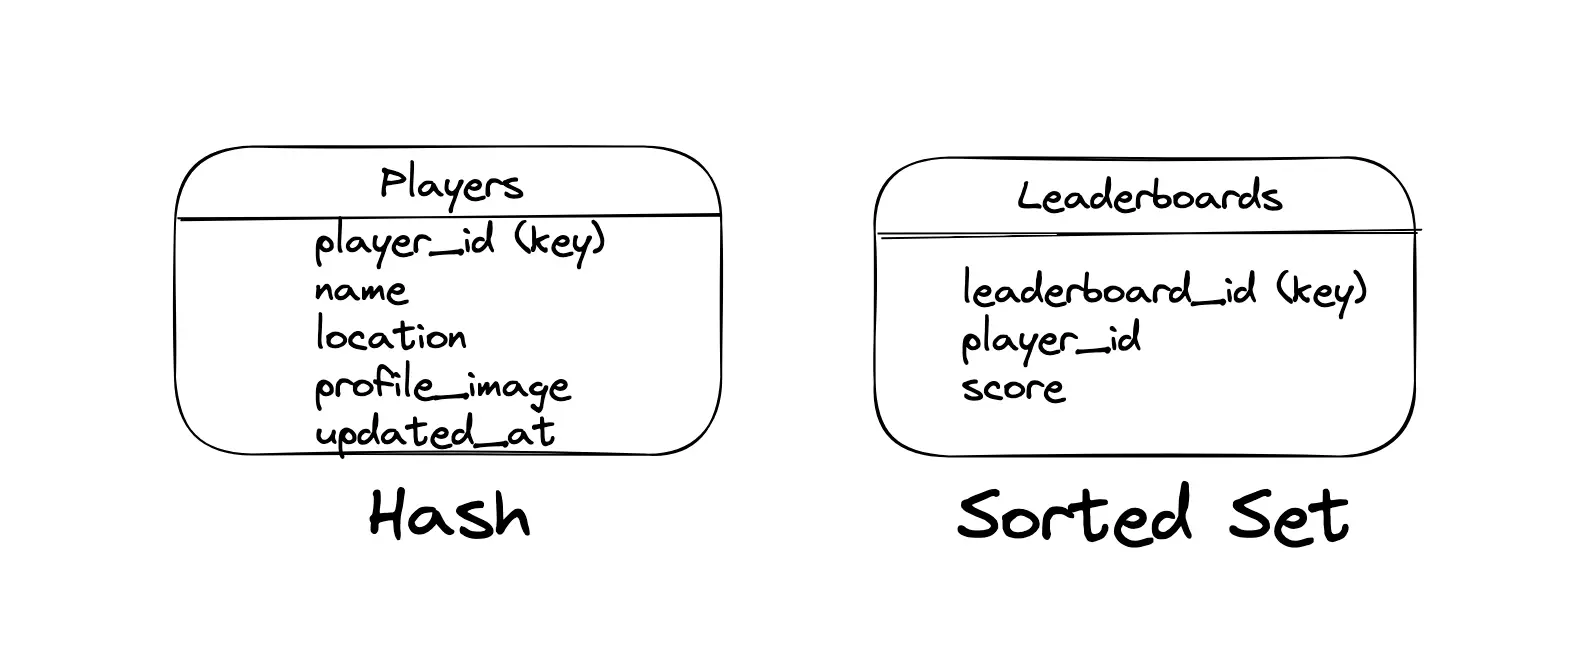 Players
player_id (key)
name
location
profile_image
updated_at
Hash
Leaderboards
leaderboard_id (key)
player_id
score
Sorted Set